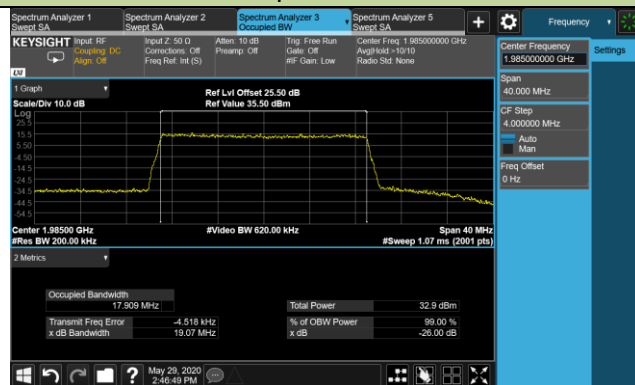 Spectrum Analyzer 1
Swept SA
Spectrum Analyzer 2
Swept SA
Spectrum Analyzer 3
Occupied BW
Spectrum Analyzer 5
Swept SA
+
Frequency
KEYSIGHT
Input: RF
Coupling: DC
Align: Off
Input Z: 50 Ω
Corrections: Off
Freq Ref: Int (S)
Atten: 10 dB
Preamp: Off
Trig: Free Run
Gate: Off
#IF Gain: Low
Center Freq: 1.985000000 GHz
Avg|Hold:>10/10
Radio Std: None
LXI
Center Frequency
1.985000000 GHz
Settings
Span
40.000 MHz
CF Step
4.000000 MHz
Auto
Man
Freq Offset
0 Hz
1 Graph
Scale/Div 10.0 dB
Ref Lvl Offset 25.50 dB
Ref Value 35.50 dBm
Log
25.5
15.5
5.50
-4.50
-14.5
-24.5
-34.5
-44.5
-54.5
Center 1.98500 GHz
#Res BW 200.00 kHz
#Video BW 620.00 kHz
Span 40 MHz
#Sweep 1.07 ms (2001 pts)
2 Metrics
Occupied Bandwidth
17.909 MHz
Total Power 32.9 dBm
Transmit Freq Error -4.518 kHz
% of OBW Power 99.00 %
x dB Bandwidth 19.07 MHz
x dB -26.00 dB
?
May 29, 2020
2:46:49 PM